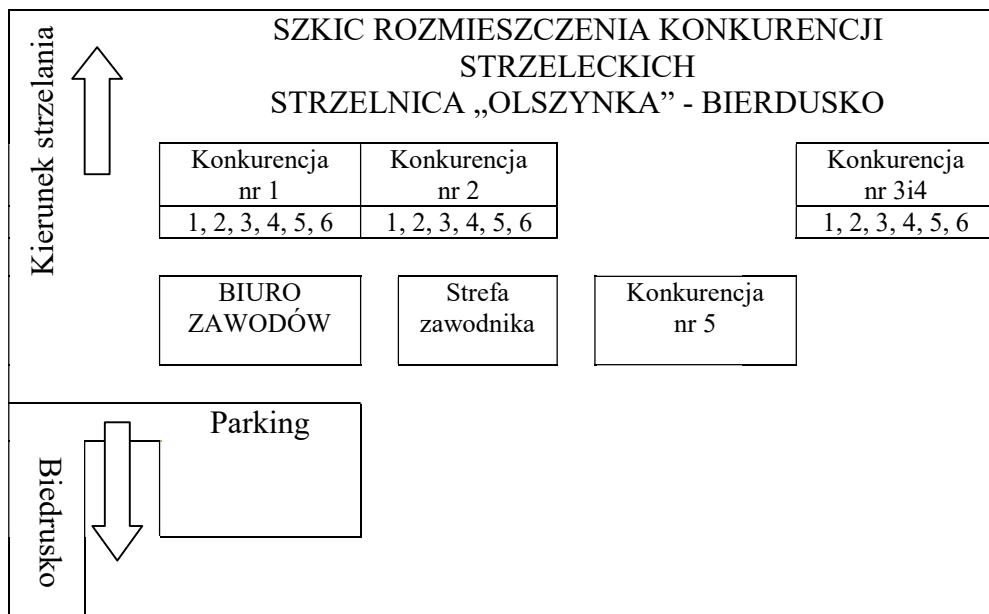 SZKIC ROZMIESZCZENIA KONKURENCJI
STRZELECKICH
STRZELNICA „OLSZYNKA” - BIERDUSKO
Kierunek strzelania
Konkurencja
nr 1
1, 2, 3, 4, 5, 6
Konkurencja
nr 2
1, 2, 3, 4, 5, 6
Konkurencja
nr 3i4
1, 2, 3, 4, 5, 6
BIURO
ZAWODÓW
Strefa
zawodnika
Konkurencja
nr 5
Parking
Biedrusko